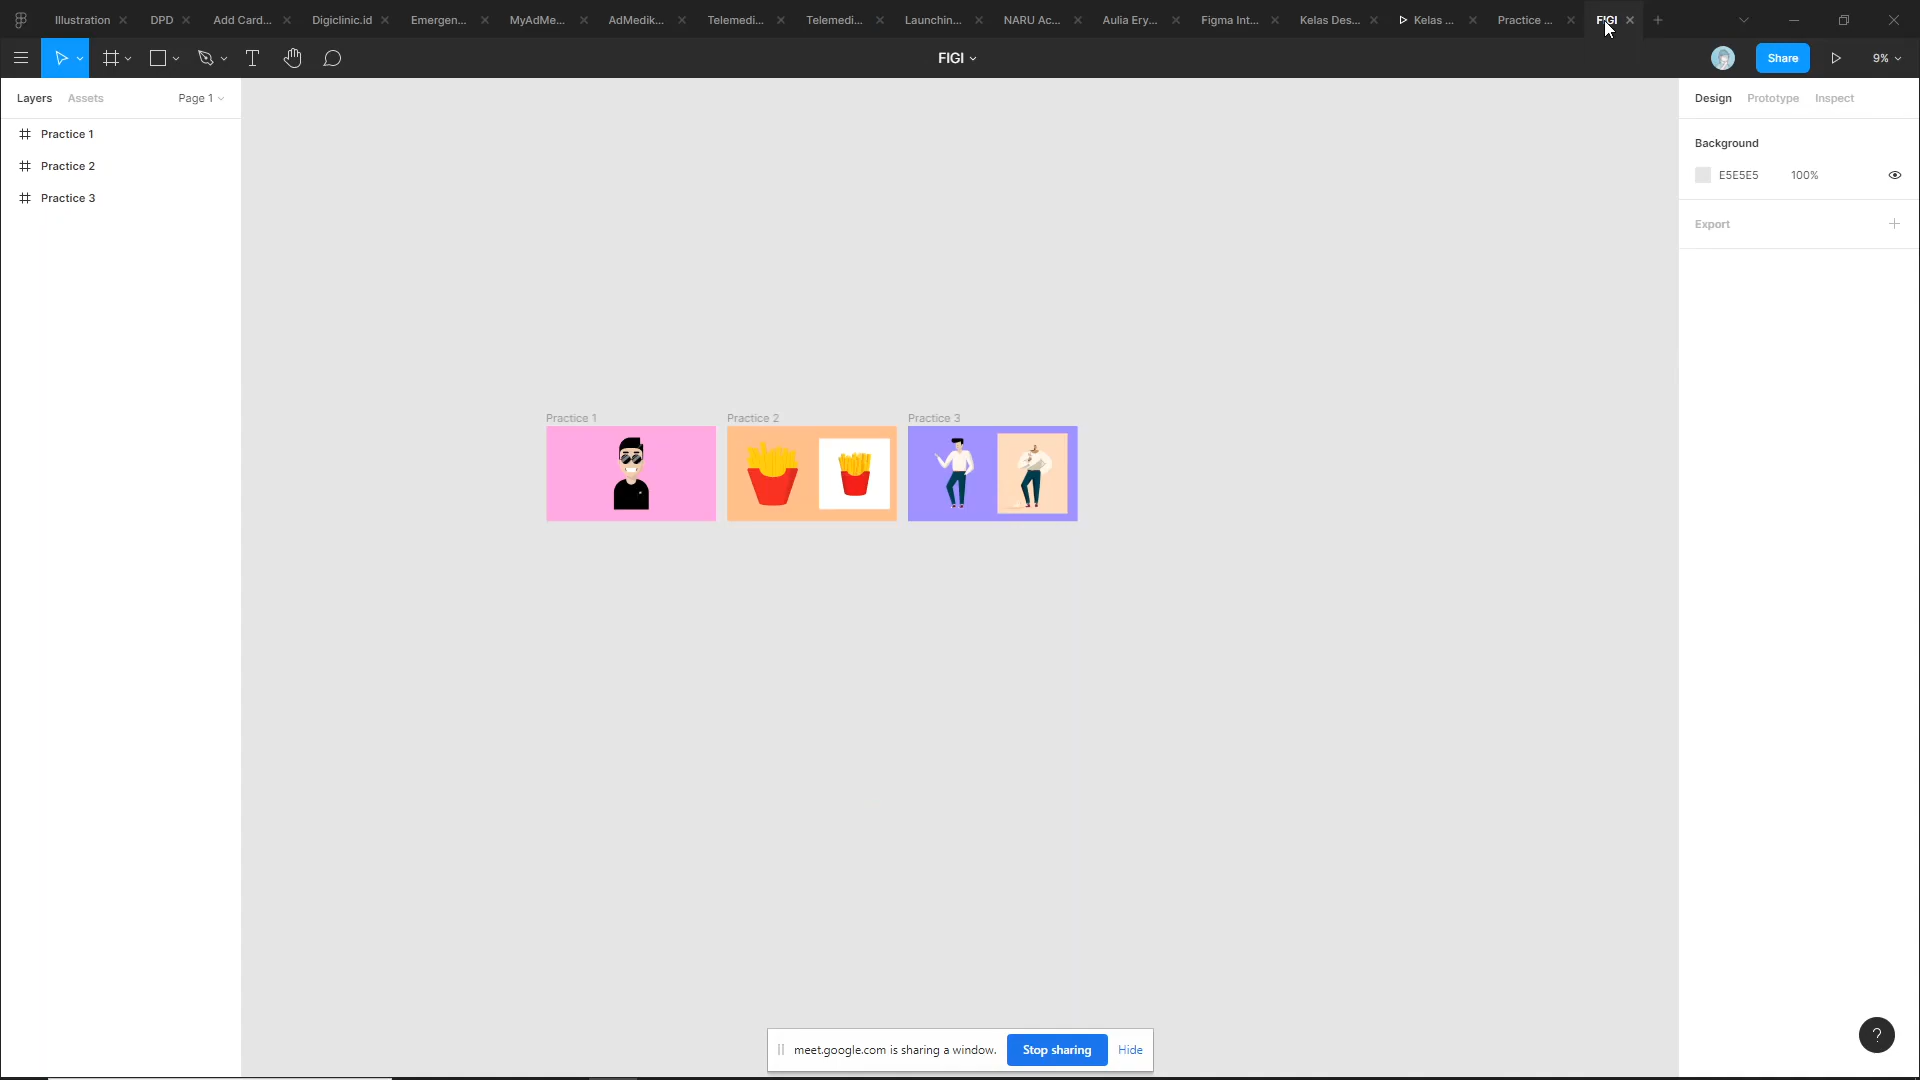 Illustration
DPD
Add Card...
Digiclinic.id
Emergen...
MyAdMe...
AdMedik...
Telemedi...
Telemedi...
Launchin...
NARU Ac...
Aulia Ery...
Figma Int...
Kelas Des...
Kelas ...
Practice ...
FIGI
FIGI
Share
9%
Layers
Assets
Page 1
Practice 1
Practice 2
Practice 3
Practice 1
Practice 2
Practice 3
Design
Prototype
Inspect
Background
E5E5E5
100%
Export
meet.google.com is sharing a window.
Stop sharing
Hide
?